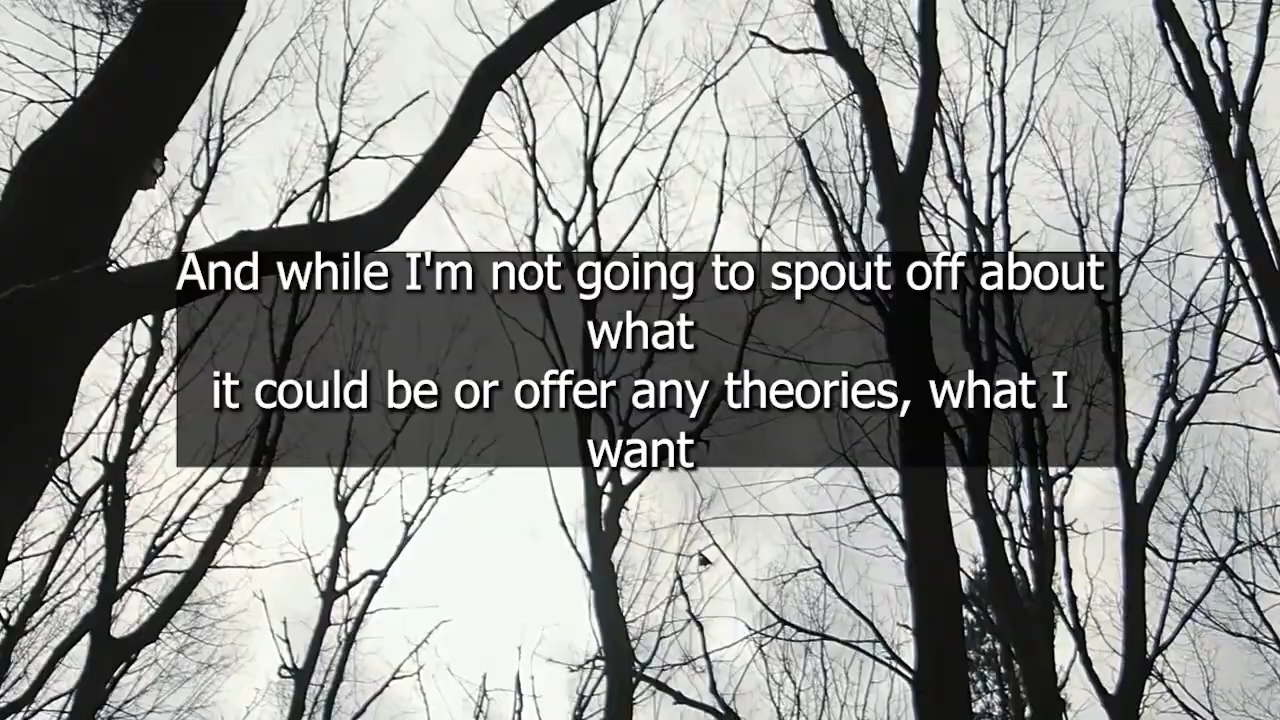 And while I'm not going to spout off about
what
it could be or offer any theories, what I
want